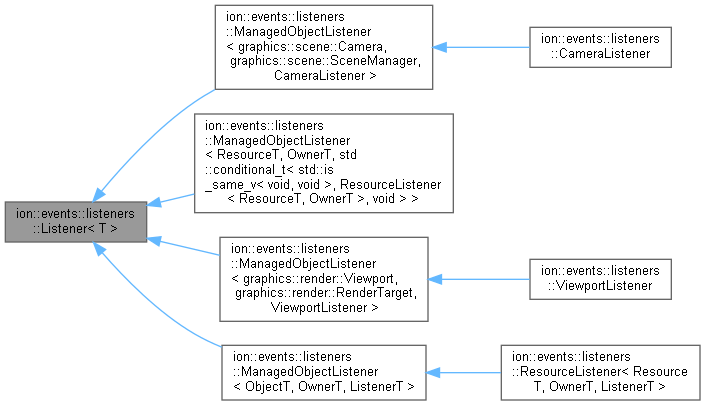 ion::events::listeners
::ManagedObjectListener
< graphics::scene::Camera,
graphics::scene::SceneManager,
CameraListener >
ion::events::listeners
::CameraListener
ion::events::listeners
::ManagedObjectListener
< ResourceT, OwnerT, std
::conditional_t< std::is
_same_v< void, void >, ResourceListener
< ResourceT, OwnerT >, void > >
ion::events::listeners
::Listener< T >
ion::events::listeners
::ManagedObjectListener
< graphics::render::Viewport,
graphics::render::RenderTarget,
ViewportListener >
ion::events::listeners
::ViewportListener
ion::events::listeners
::ManagedObjectListener
< ObjectT, OwnerT, ListenerT >
ion::events::listeners
::ResourceListener< Resource
T, OwnerT, ListenerT >